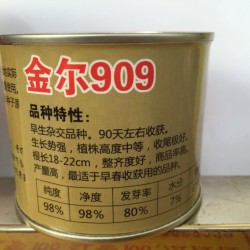 金尔909
品种特性：
早生杂交品种。90天左右收获。
生长势强，植株高度中等，收尾极好。
根长18-22cm，整齐度好，商品率高。
产量高，最适于早春收获用的品种。
纯度 净度 发芽率 水分
98% 98% 80% 7%